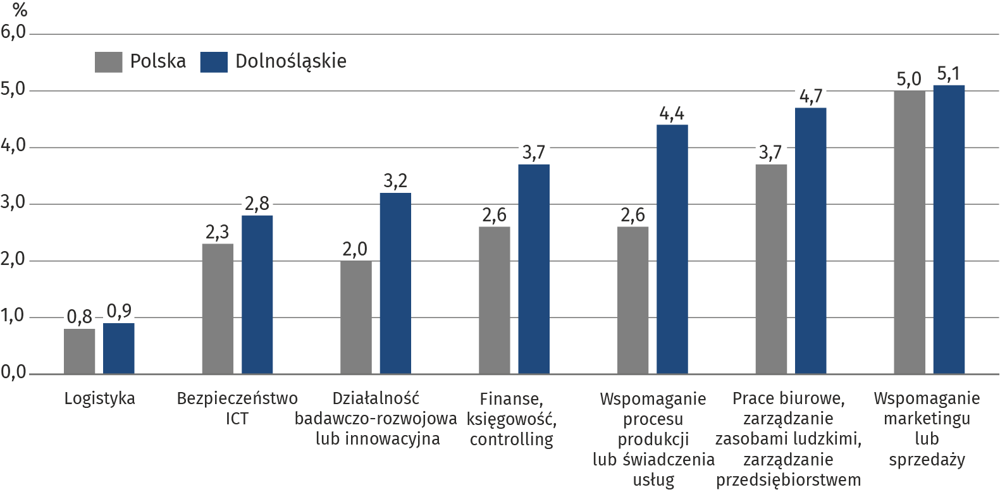 %
6,0
5,0
4,0
3,0
2,0
1,0
0,0
Polska
Dolnośląskie
0,8
0,9
2,3
2,8
2,0
3,2
2,6
3,7
2,6
4,4
3,7
4,7
5,0
5,1
Logistyka
Bezpieczeństwo
ICT
Działalność
badawczo-rozwojowa
lub innowacyjna
Finanse,
księgowość,
controlling
Wspomaganie
procesu
produkcji
lub świadczenia
usług
Prace biurowe,
zarządzanie
zasobami ludzkimi,
zarządzanie
przedsiębiorstwem
Wspomaganie
marketingu
lub
sprzedaży